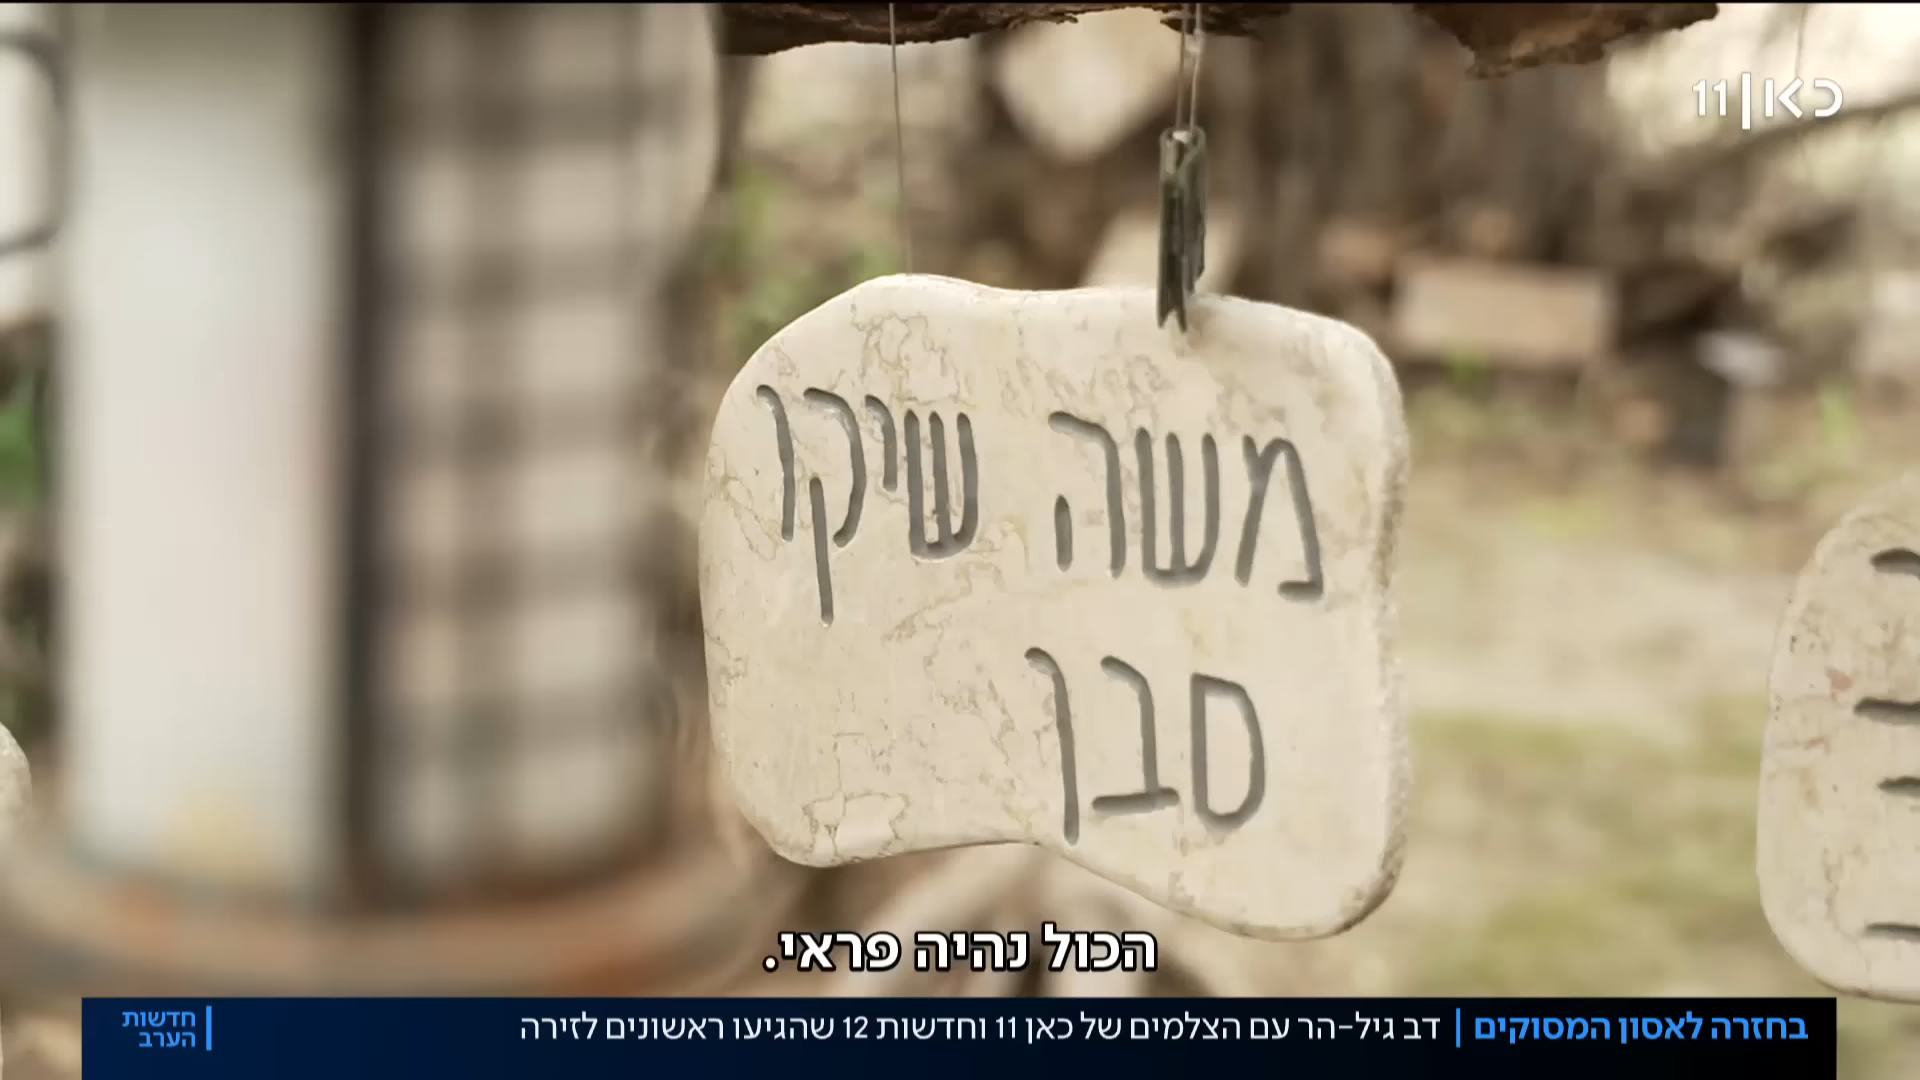 כאן 11
משה שיקו
סבן
הכול נהיה פראי.
בחזרה לאסון המסוקים | דב גיל-הר עם הצלמים של כאן 11 וחדשות 12 שהגיעו ראשונים לזירה
חדשות
הערב